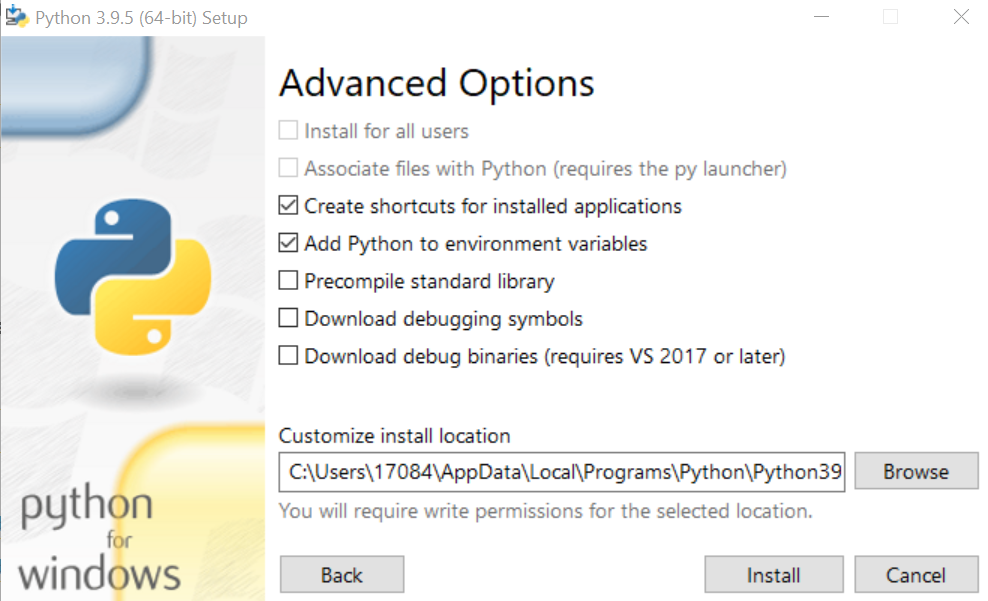 Python 3.9.5 (64-bit) Setup
Advanced Options
Install for all users
Associate files with Python (requires the py launcher)
Create shortcuts for installed applications
Add Python to environment variables
Precompile standard library
Download debugging symbols
Download debug binaries (requires VS 2017 or later)
Customize install location
C:\Users\17084\AppData\Local\Programs\Python\Python39
Browse
You will require write permissions for the selected location.
python
for
windows
Back
Install
Cancel